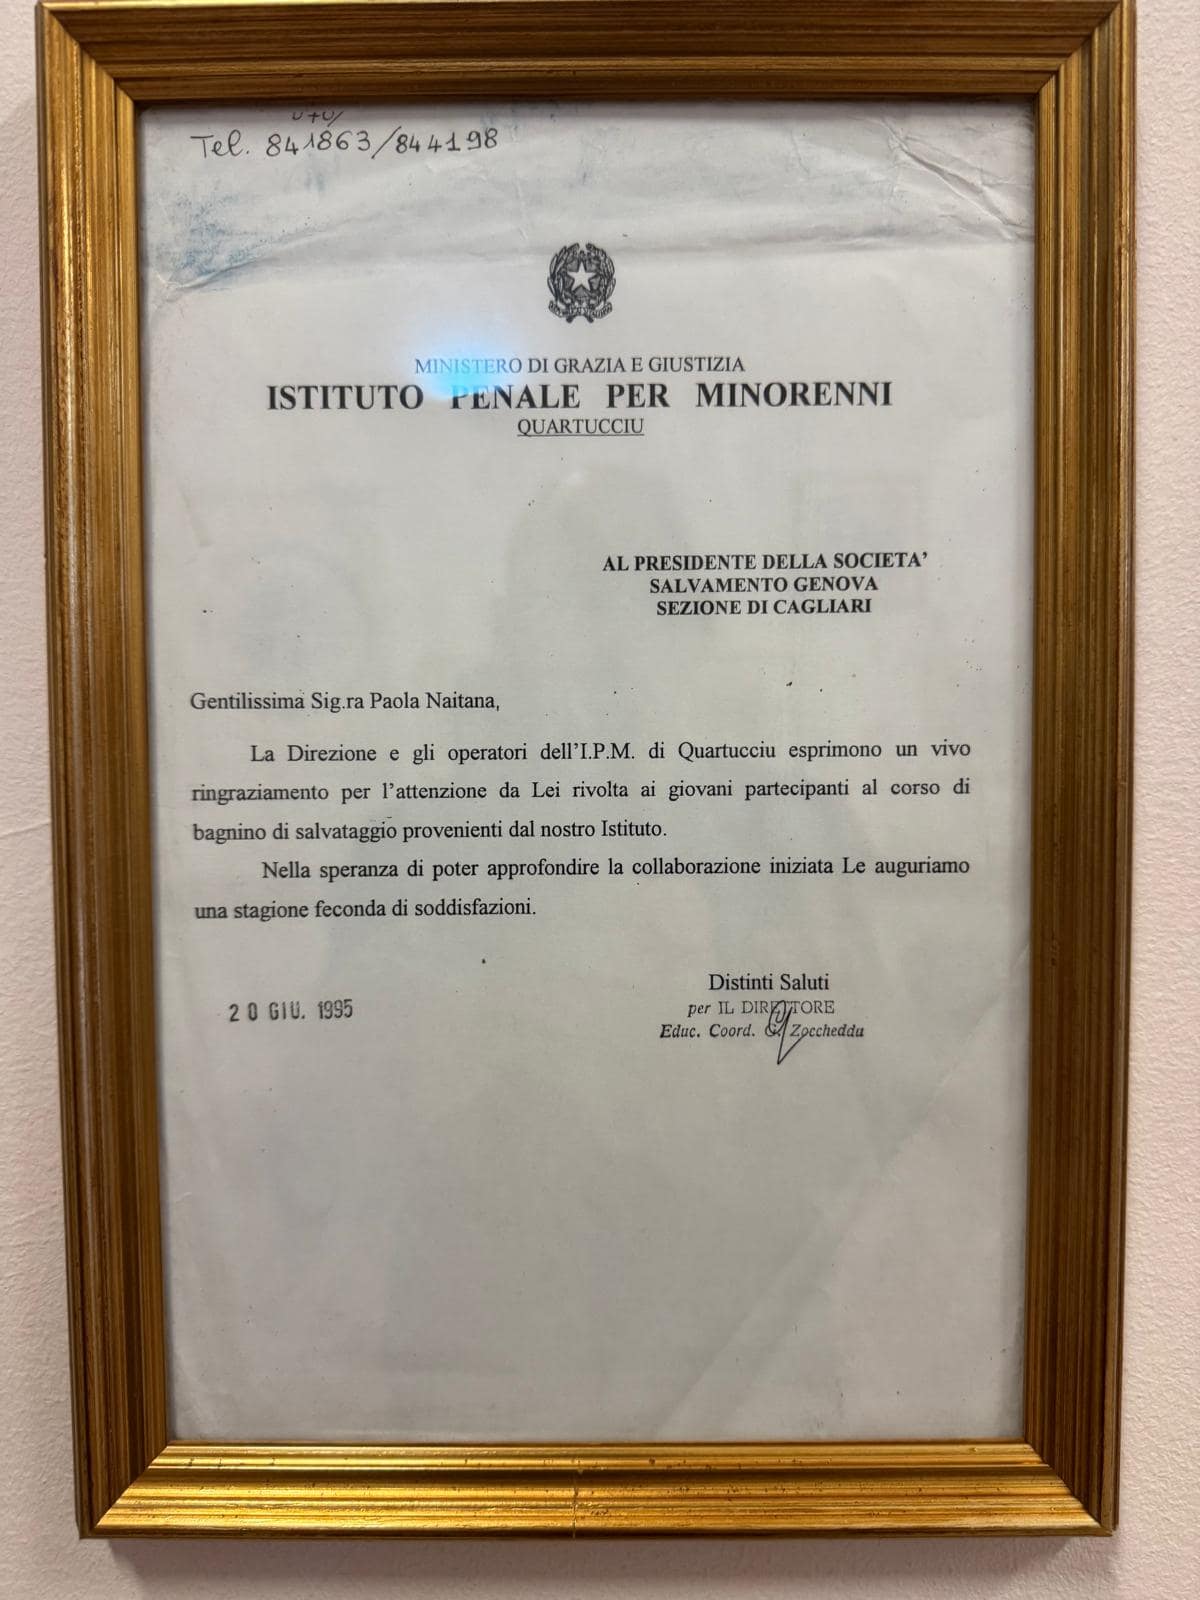 Tel. 841863/844198
MINISTERO DI GRAZIA E GIUSTIZIA
ISTITUTO PENALE PER MINORENNI
QUARTUCCIU
AL PRESIDENTE DELLA SOCIETA’
SALVAMENTO GENOVA
SEZIONE DI CAGLIARI
Gentilissima Sig.ra Paola Naitana,
La Direzione e gli operatori dell’I.P.M. di Quartucciu esprimono un vivo
ringraziamento per l’attenzione da Lei rivolta ai giovani partecipanti al corso di
bagnino di salvataggio provenienti dal nostro Istituto.
Nella speranza di poter approfondire la collaborazione iniziata Le auguriamo
una stagione feconda di soddisfazioni.
Distinti Saluti
20 GIU. 1995
per IL DIRETTORE
Educ. Coord. G. Zocchedda